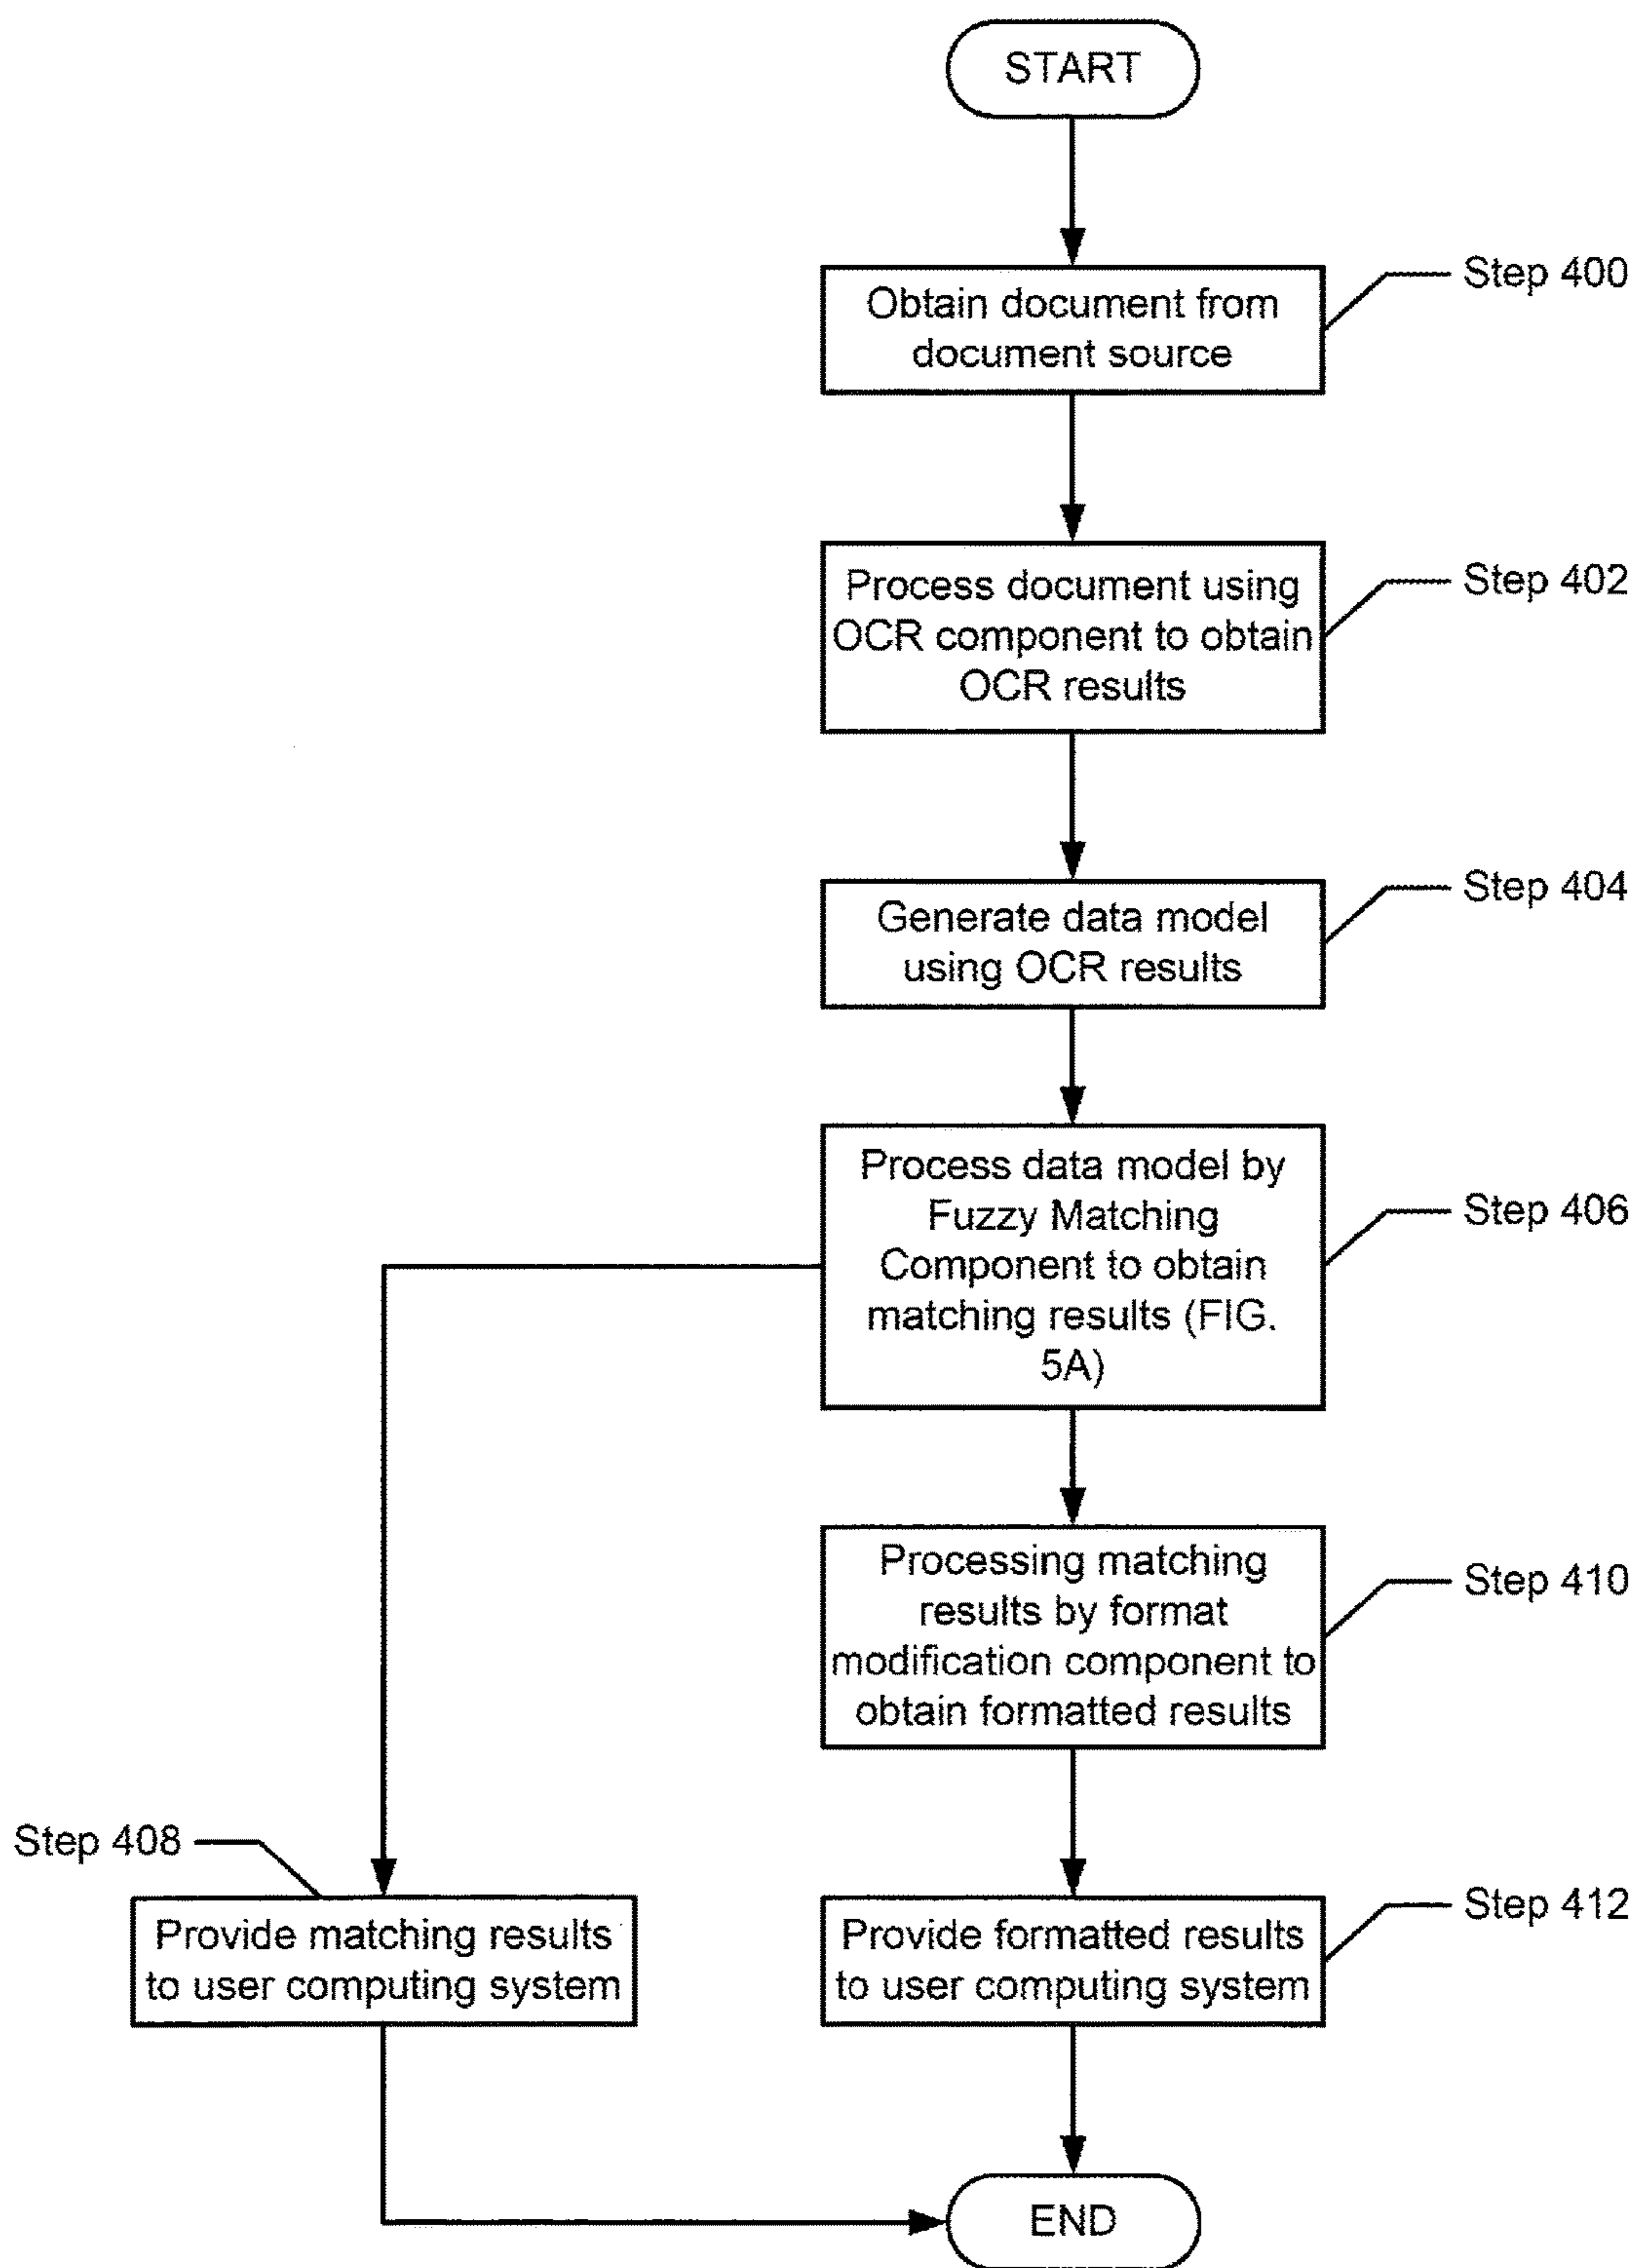 START
Step 400
Obtain document from
document source
Step 402
Process document using
OCR component to obtain
OCR results
Step 404
Generate data model
using OCR results
Step 406
Process data model by
Fuzzy Matching
Component to obtain
matching results (FIG.
5A)
Step 410
Processing matching
results by format
modification component to
obtain formatted results
Step 408
Provide matching results
to user computing system
Step 412
Provide formatted results
to user computing system
END